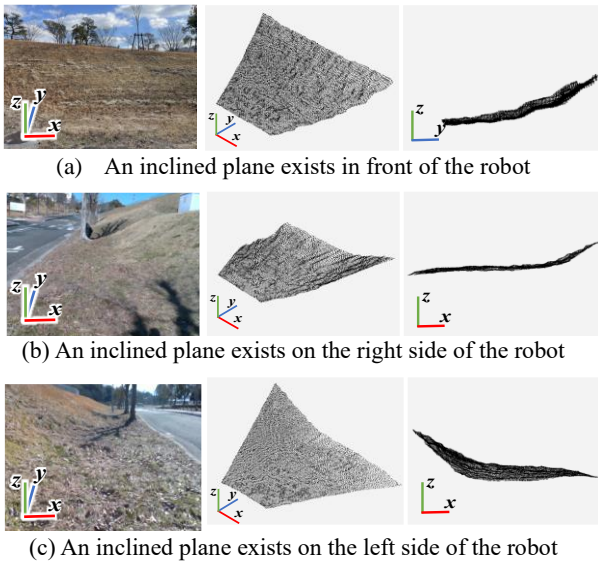 z y x
z y x
z y
(a) An inclined plane exists in front of the robot
z y x
z y x
z x
(b) An inclined plane exists on the right side of the robot
z y x
z y x
z x
(c) An inclined plane exists on the left side of the robot